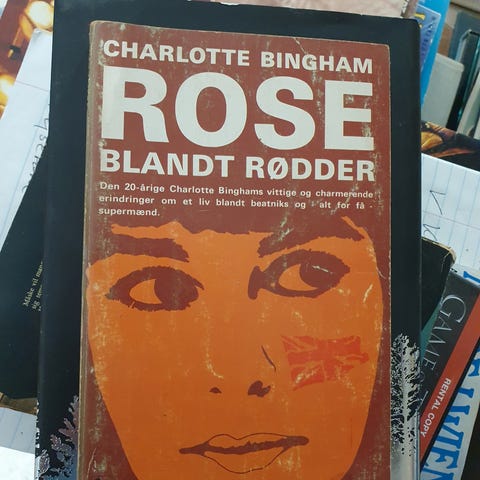 CHARLOTTE BINGHAM
ROSE
BLANDT RØDDER
Den 20-årige Charlotte Binghams vittige og charmerende
erindringer om et liv blandt beatniks og - alt for få -
supermænd.
GAME
RENTAL COPY